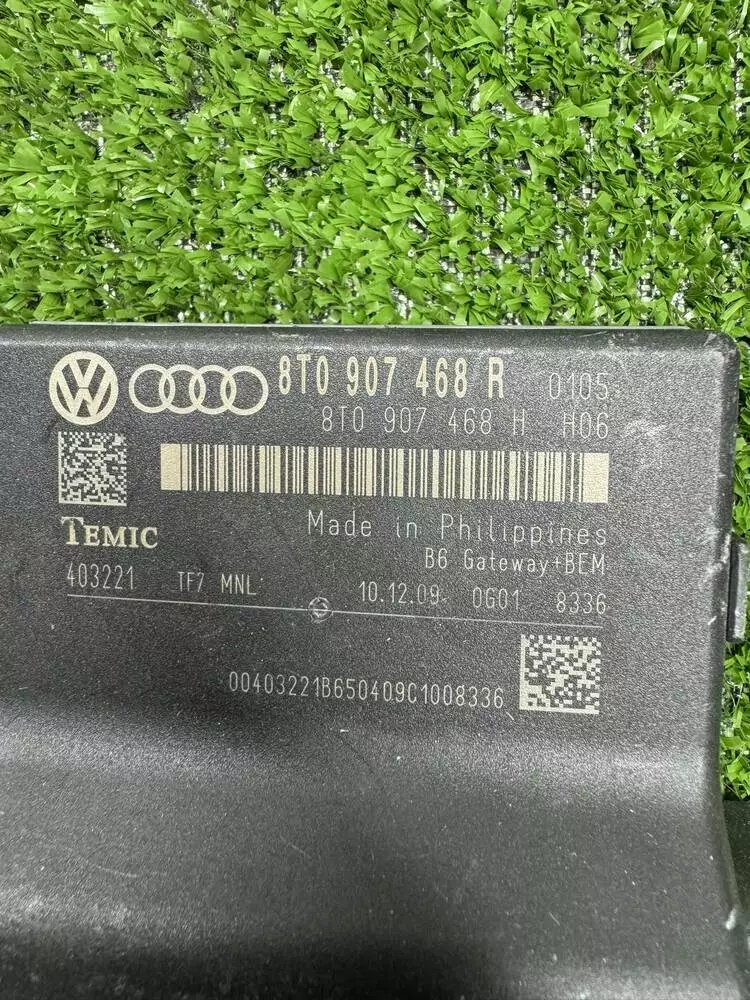 8T0 907 468 R 0105
8T0 907 468 H H06
TEMIC
Made in Philippines
B6 Gateway+BEM
403221 TF7 MNL 10.12.09 0G01 8336
00403221B650409C1008336